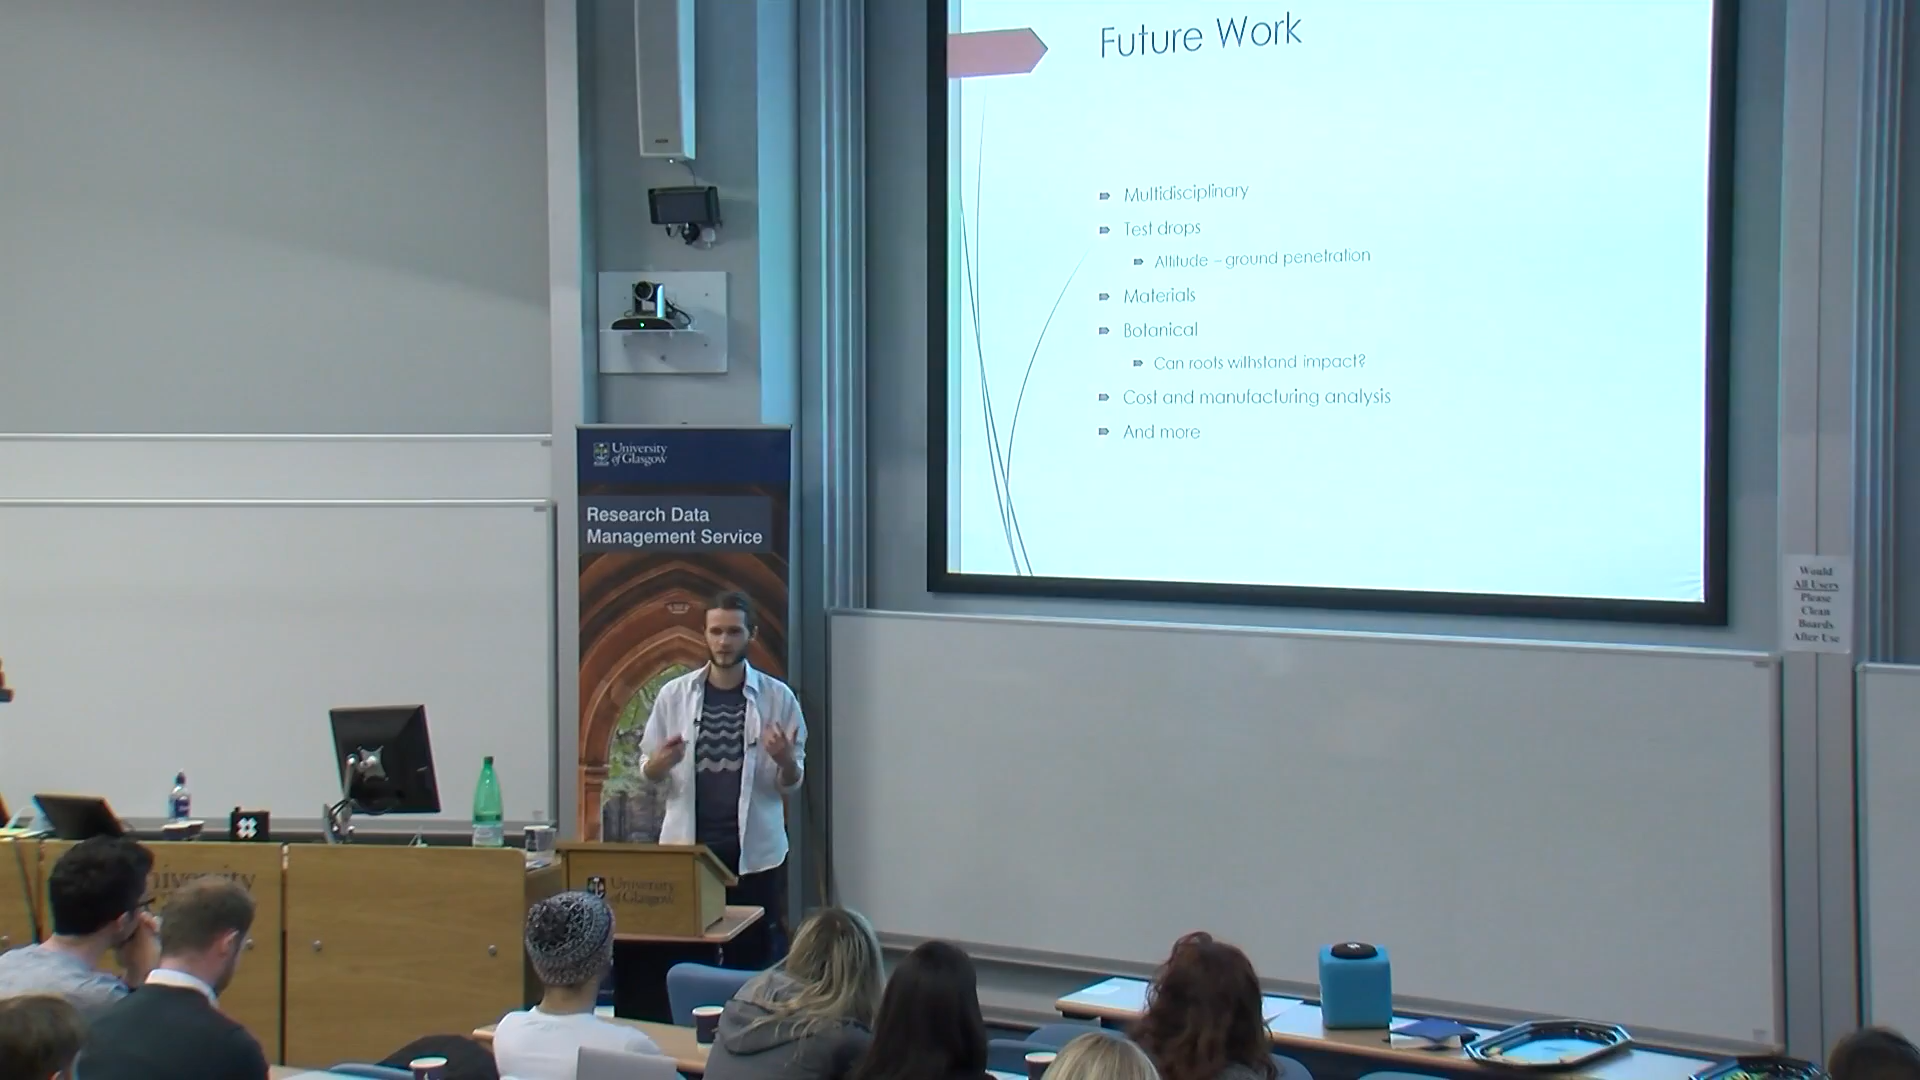 Future Work
Multidisciplinary
Test drops
Altitude – ground penetration
Materials
Botanical
Can roots withstand impact?
Cost and manufacturing analysis
And more
University
of Glasgow
Research Data
Management Service
Would
All Users
Please
Clean
Boards
After Use
University
of Glasgow
University